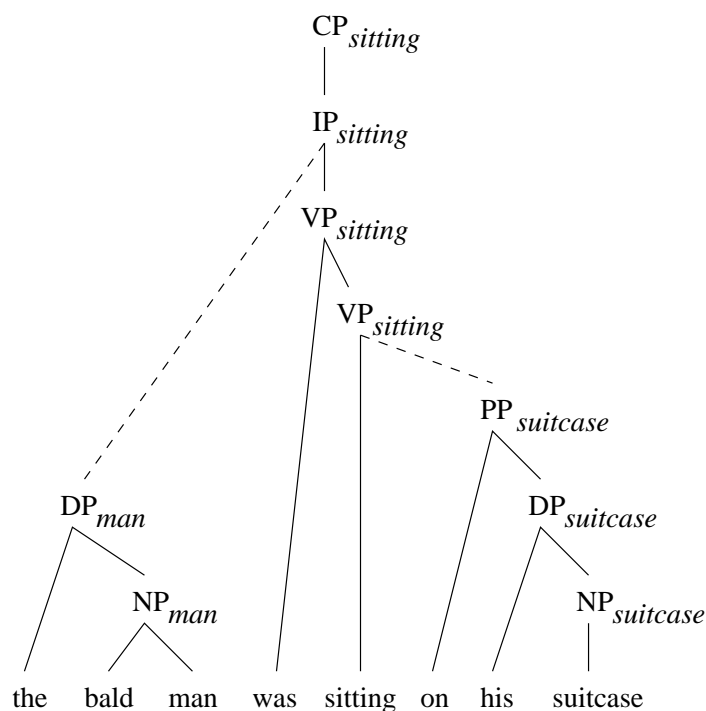 CP sitting
IP sitting
VP sitting
VP sitting
PP suitcase
DP man DP suitcase
NP man NP suitcase
the bald man was sitting on his suitcase